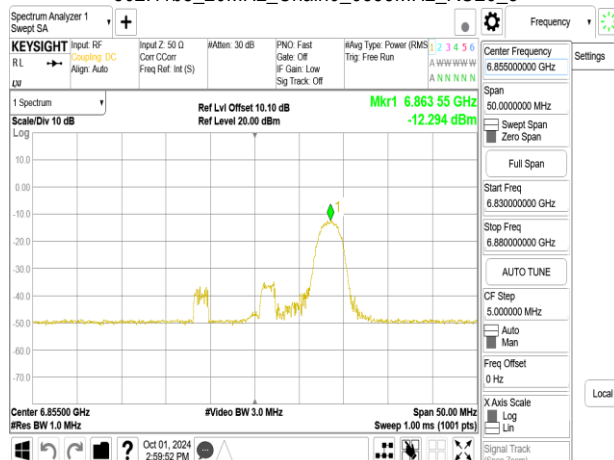 Spectrum Analyzer 1
Swept SA
Frequency
KEYSIGHT
RL
Input: RF
Coupling: DC
Align: Auto
Input Z: 50 Ω
Corr CCorr
Freq Ref: Int (S)
#Atten: 30 dB
PNO: Fast
Gate: Off
IF Gain: Low
Sig Track: Off
#Avg Type: Power (RMS
Trig: Free Run
1 2 3 4 5 6
A W W W W W
A N N N N N
1 Spectrum
Scale/Div 10 dB
Log
Ref Lvl Offset 10.10 dB
Ref Level 20.00 dBm
Mkr1 6.863 55 GHz
-12.294 dBm
10.0
0.00
-10.0
-20.0
-30.0
-40.0
-50.0
-60.0
-70.0
1
Center 6.85500 GHz
#Res BW 1.0 MHz
#Video BW 3.0 MHz
Span 50.00 MHz
Sweep 1.00 ms (1001 pts)
Oct 01, 2024
2:59:52 PM
Center Frequency
6.855000000 GHz
Settings
Span
50.0000000 MHz
Swept Span
Zero Span
Full Span
Start Freq
6.830000000 GHz
Stop Freq
6.880000000 GHz
AUTO TUNE
CF Step
5.000000 MHz
Auto
Man
Freq Offset
0 Hz
X Axis Scale
Log
Lin
Local
Signal Track